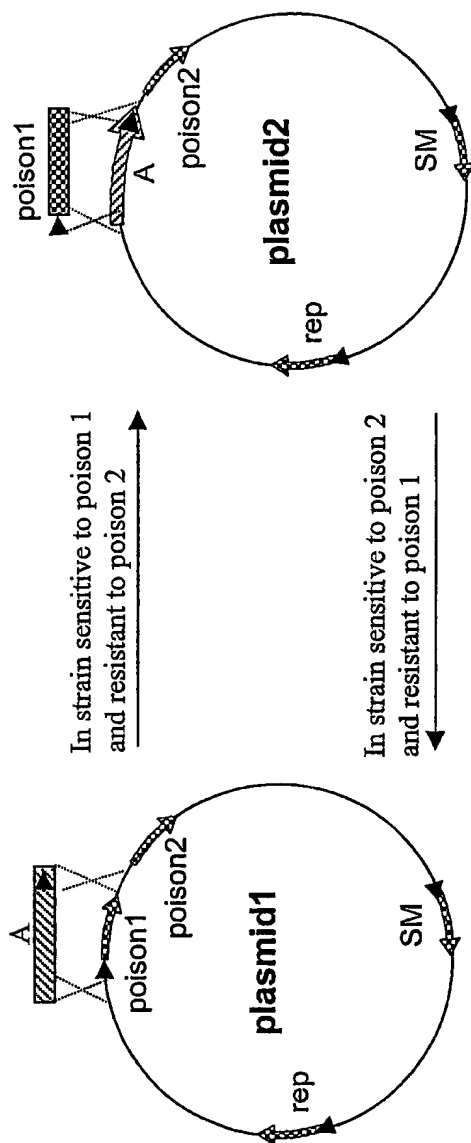 A
poison1
poison2
plasmid1
rep
SM
In strain sensitive to poison 1
and resistant to poison 2
In strain sensitive to poison 2
and resistant to poison 1
poison1
A
poison2
plasmid2
rep
SM